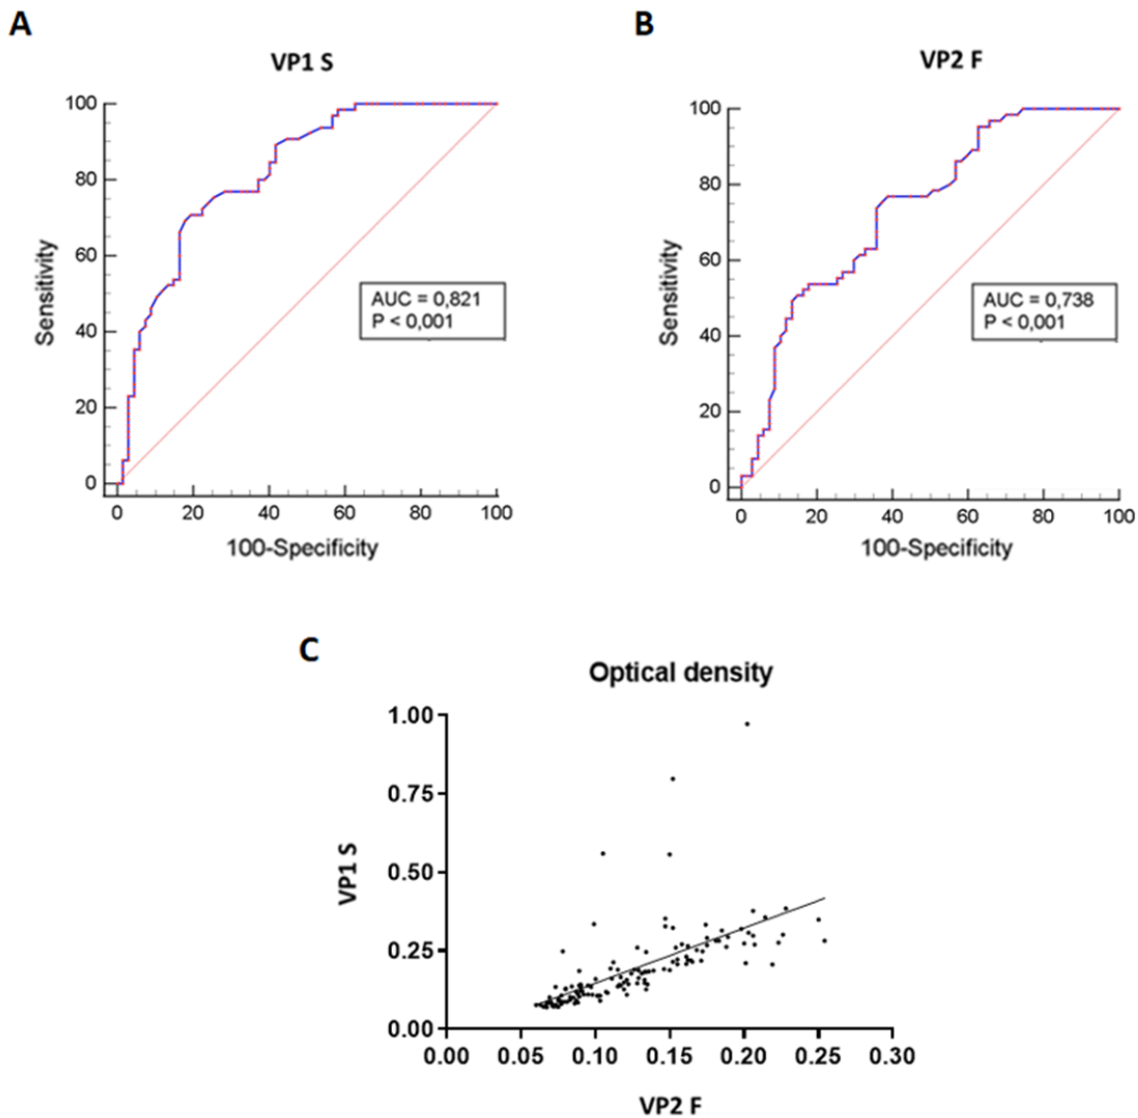 A
B
VP1 S
VP2 F
100
80
60
40
20
0
Sensitivity
AUC = 0,821
P < 0,001
0 20 40 60 80 100
100-Specificity
100
80
60
40
20
0
Sensitivity
AUC = 0,738
P < 0,001
0 20 40 60 80 100
100-Specificity
C
Optical density
1.00
0.75
0.50
0.25
0.00
VP1 S
0.00 0.05 0.10 0.15 0.20 0.25 0.30
VP2 F